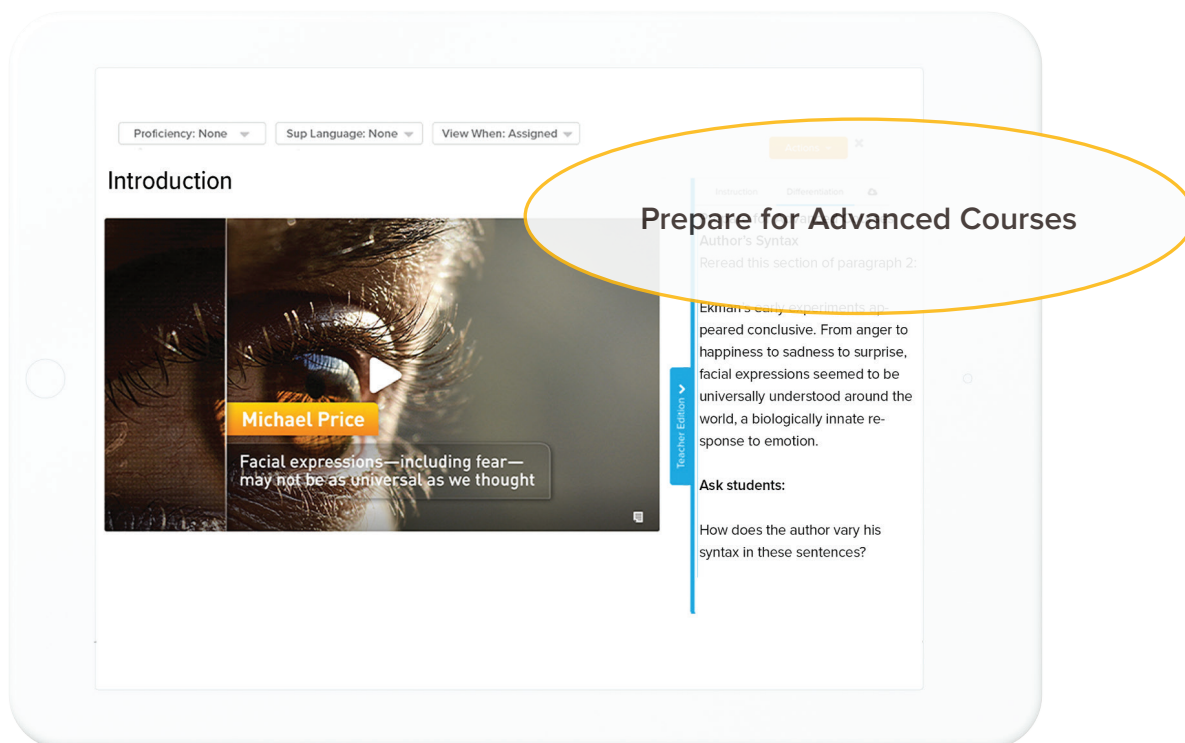 Proficiency: None
Sup Language: None
View When: Assigned
Actions
Introduction
Instruction
Differentiation
Prepare for Advanced Courses
Author's Syntax
Reread this section of paragraph 2:
Ekman's early experiments ap-
peared conclusive. From anger to
happiness to sadness to surprise,
facial expressions seemed to be
universally understood around the
world, a biologically innate re-
sponse to emotion.
Ask students:
How does the author vary his
syntax in these sentences?
Teacher Edition
Michael Price
Facial expressions—including fear—
may not be as universal as we thought